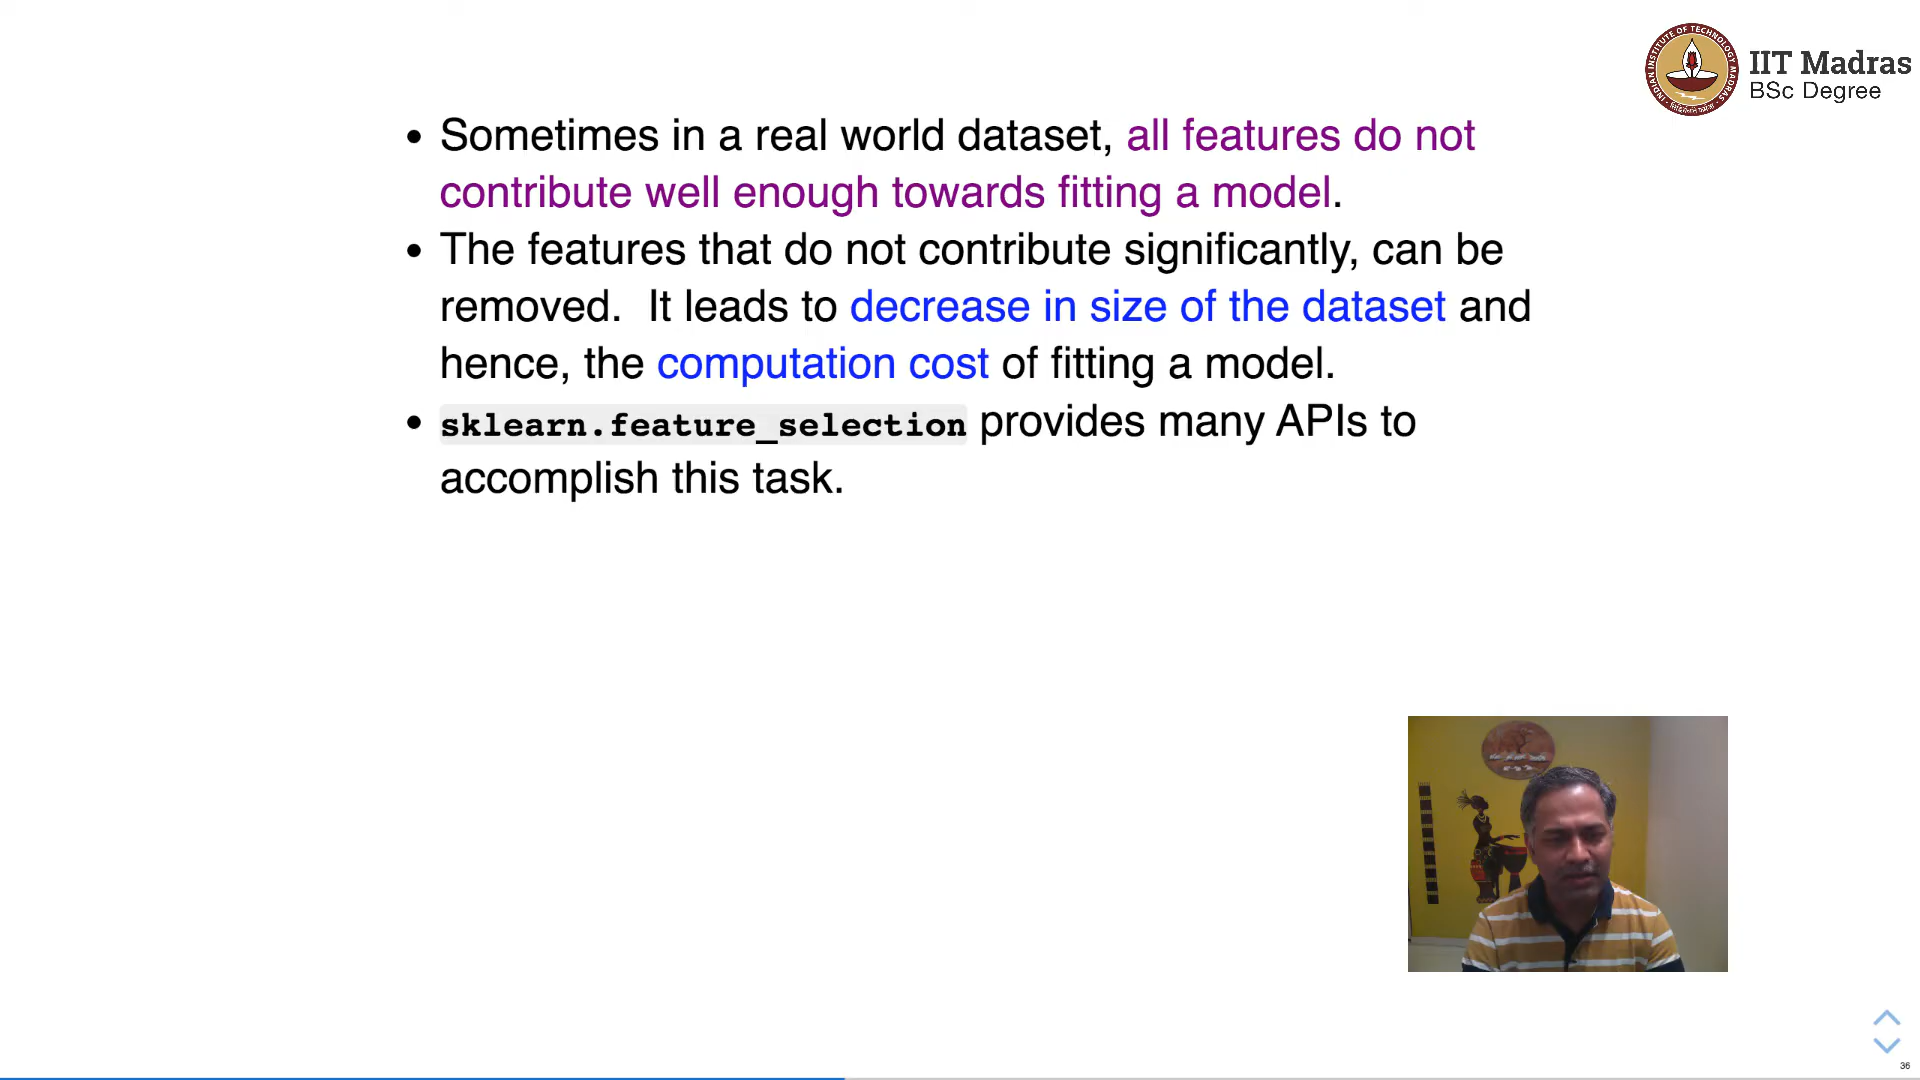 IIT Madras
BSc Degree
• Sometimes in a real world dataset, all features do not
contribute well enough towards fitting a model.
• The features that do not contribute significantly, can be
removed.  It leads to decrease in size of the dataset and
hence, the computation cost of fitting a model.
• sklearn.feature_selection provides many APIs to
accomplish this task.
36